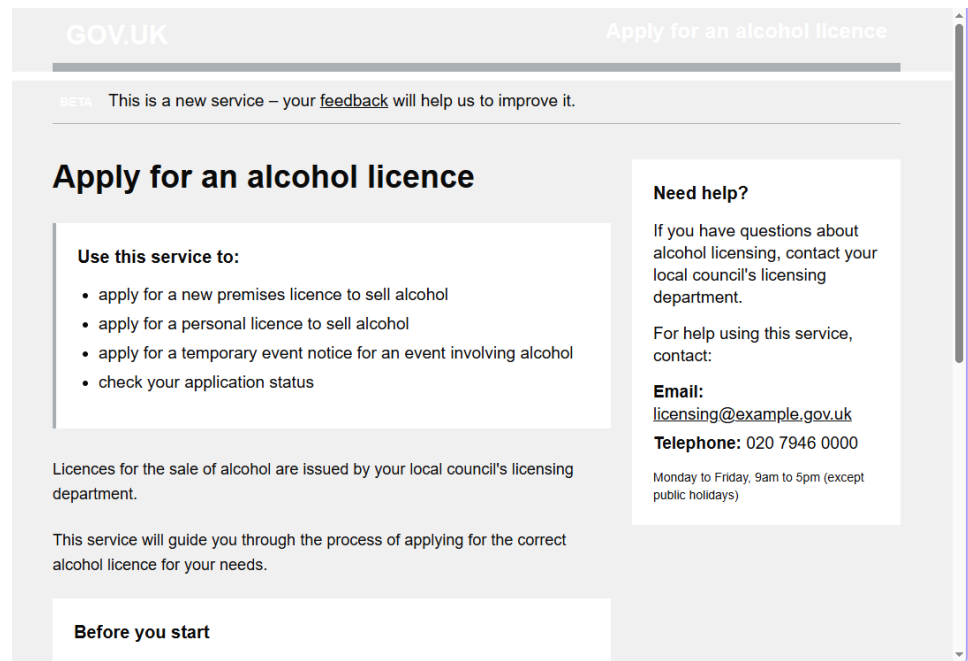 GOV.UK
Apply for an alcohol licence
BETA
This is a new service – your feedback will help us to improve it.
Apply for an alcohol licence
Use this service to:
apply for a new premises licence to sell alcohol
apply for a personal licence to sell alcohol
apply for a temporary event notice for an event involving alcohol
check your application status
Licences for the sale of alcohol are issued by your local council's licensing
department.
This service will guide you through the process of applying for the correct
alcohol licence for your needs.
Before you start
Need help?
If you have questions about
alcohol licensing, contact your
local council's licensing
department.
For help using this service,
contact:
Email:
licensing@example.gov.uk
Telephone: 020 7946 0000
Monday to Friday, 9am to 5pm (except
public holidays)